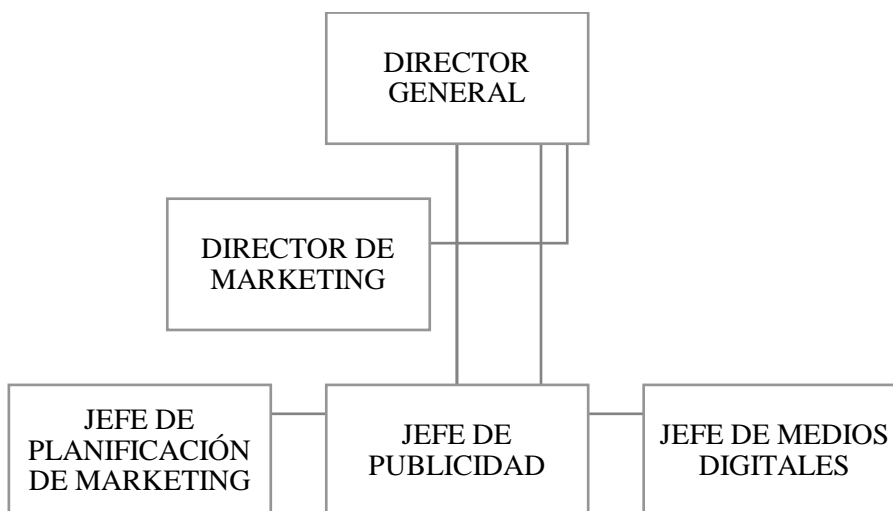 DIRECTOR
GENERAL
DIRECTOR DE
MARKETING
JEFE DE
PLANIFICACIÓN
DE MARKETING
JEFE DE
PUBLICIDAD
JEFE DE MEDIOS
DIGITALES